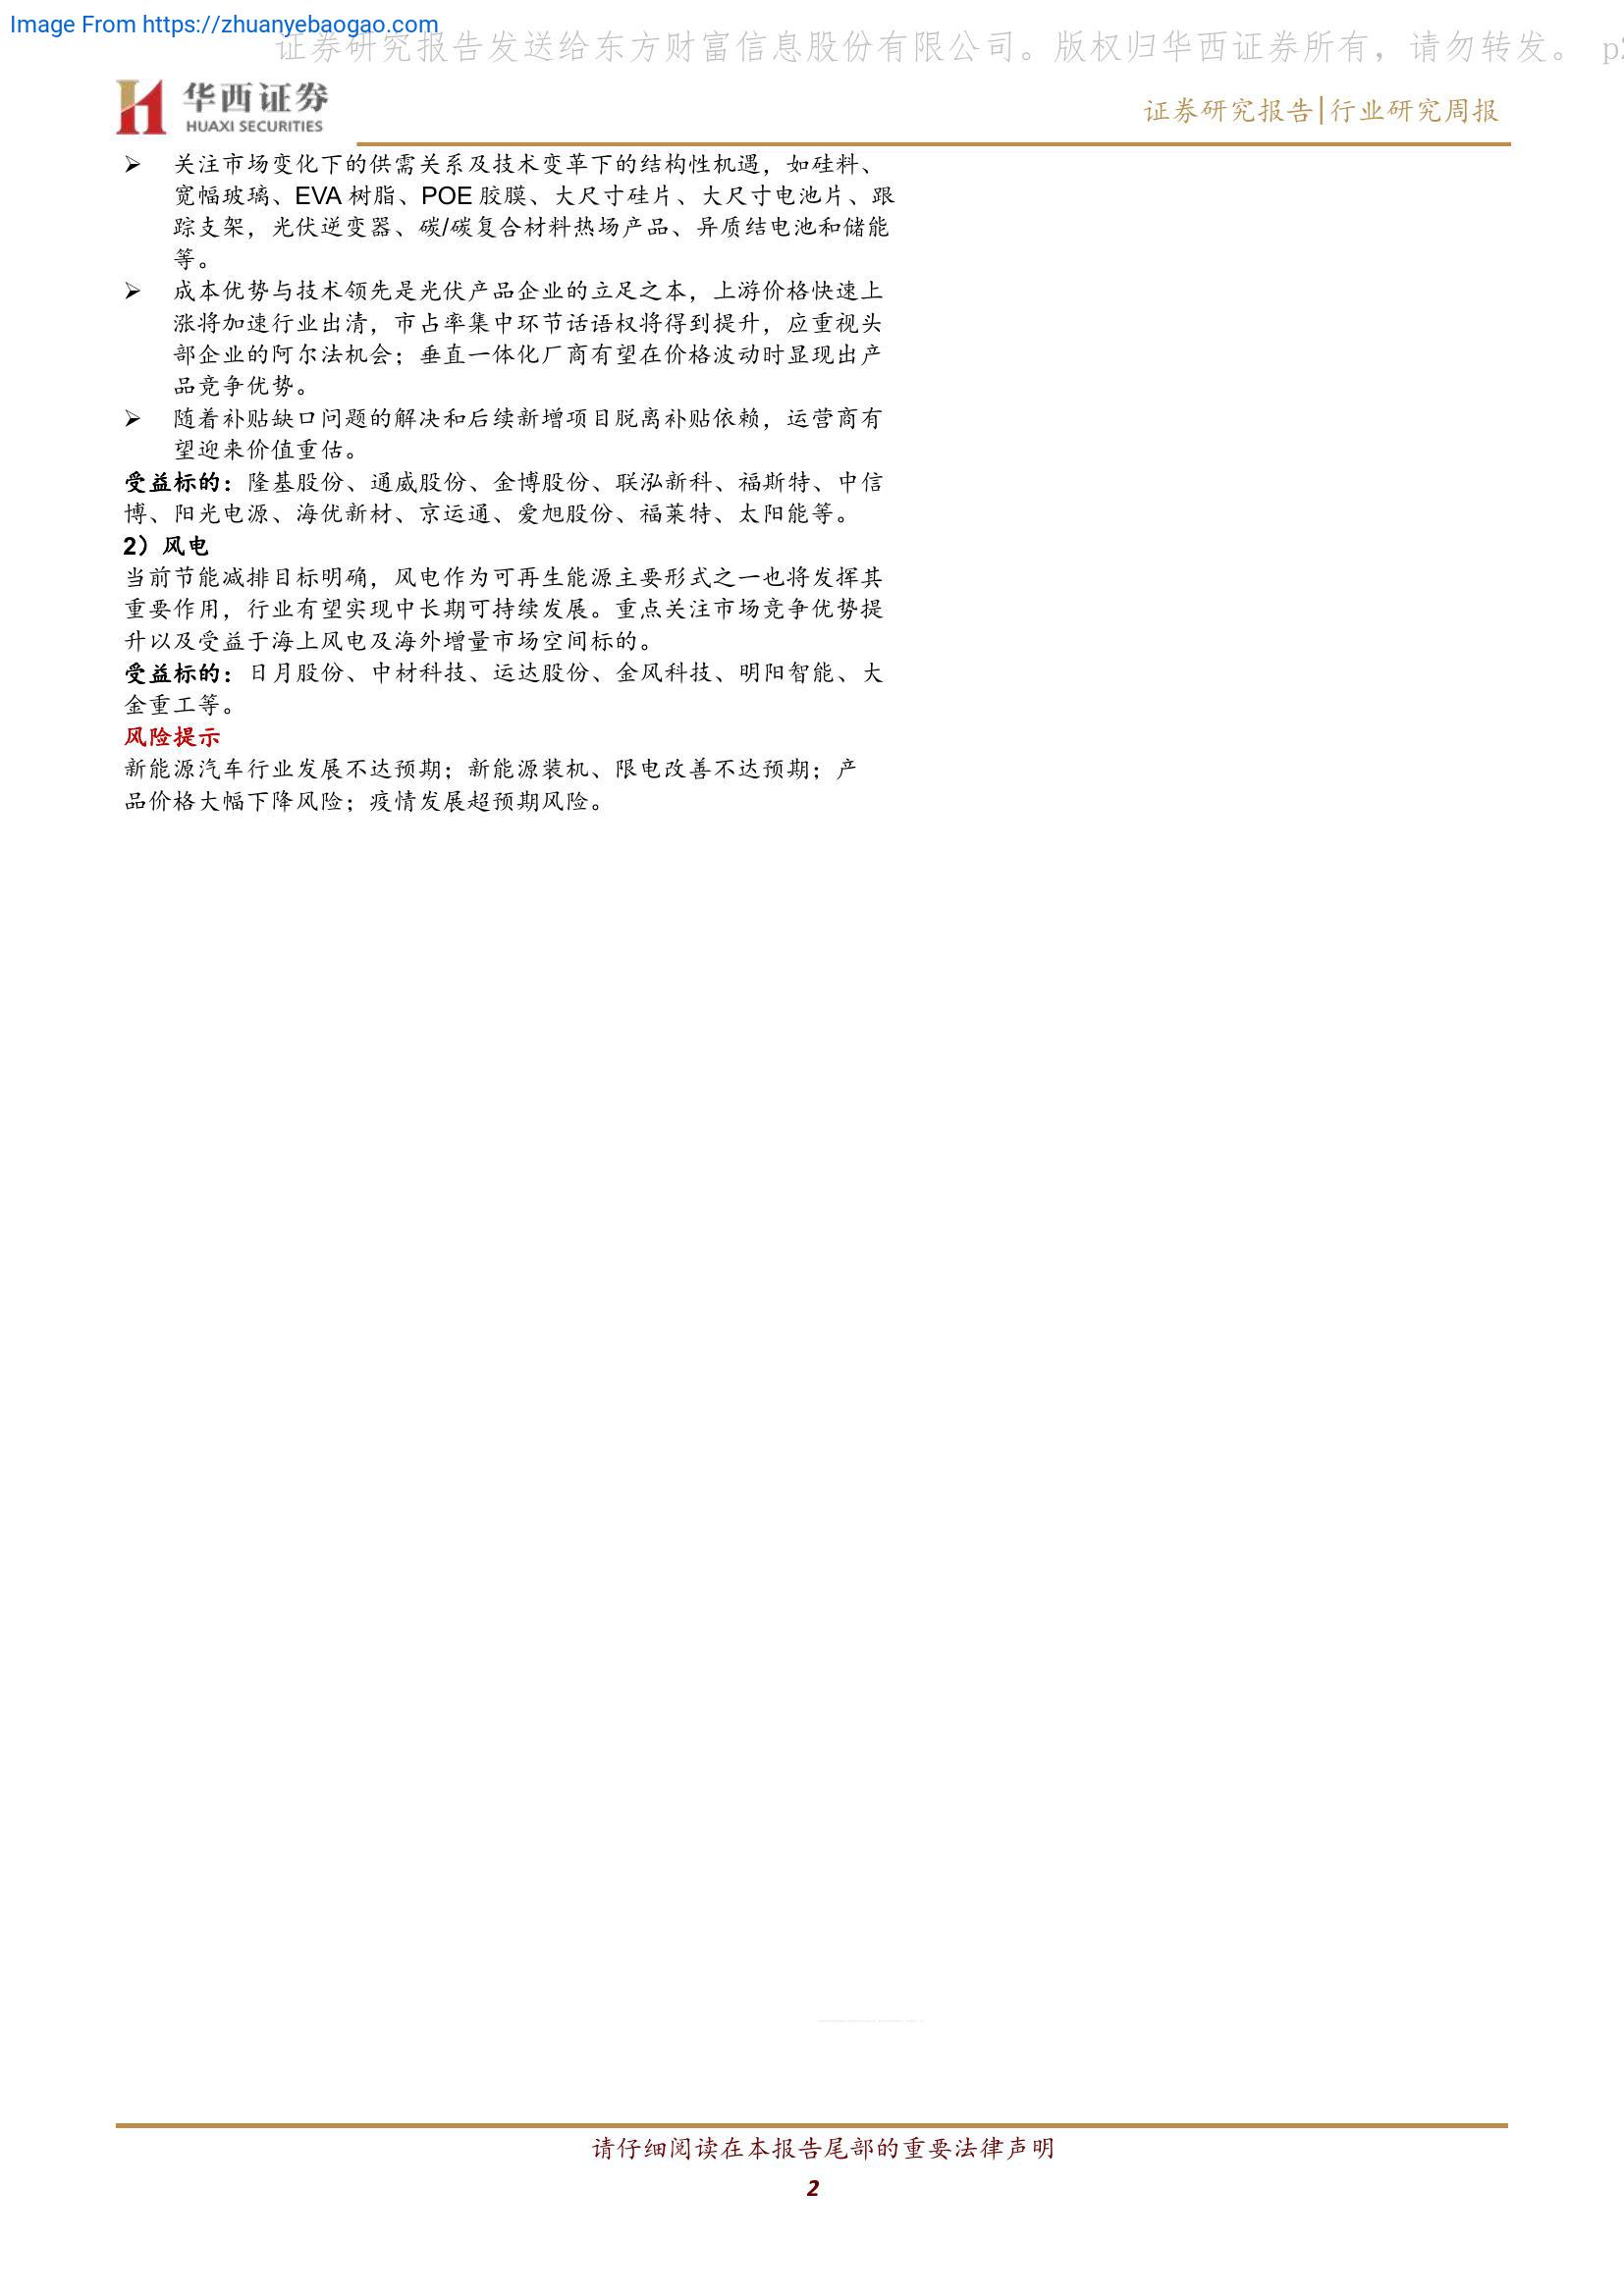 Image From https://zhuanyebaogao.com
证券研究报告发送给东方财富信息股份有限公司。版权归华西证券所有，请勿转发。 p2
华西证券
HUAXI SECURITIES
证券研究报告|行业研究周报
➢ 关注市场变化下的供需关系及技术变革下的结构性机遇，如硅料、
宽幅玻璃、EVA 树脂、POE 胶膜、大尺寸硅片、大尺寸电池片、跟
踪支架，光伏逆变器、碳/碳复合材料热场产品、异质结电池和储能
等。
➢ 成本优势与技术领先是光伏产品企业的立足之本，上游价格快速上
涨将加速行业出清，市占率集中环节话语权将得到提升，应重视头
部企业的阿尔法机会；垂直一体化厂商有望在价格波动时显现出产
品竞争优势。
➢ 随着补贴缺口问题的解决和后续新增项目脱离补贴依赖，运营商有
望迎来价值重估。
受益标的：隆基股份、通威股份、金博股份、联泓新科、福斯特、中信
博、阳光电源、海优新材、京运通、爱旭股份、福莱特、太阳能等。
2）风电
当前节能减排目标明确，风电作为可再生能源主要形式之一也将发挥其
重要作用，行业有望实现中长期可持续发展。重点关注市场竞争优势提
升以及受益于海上风电及海外增量市场空间标的。
受益标的：日月股份、中材科技、运达股份、金风科技、明阳智能、大
金重工等。
风险提示
新能源汽车行业发展不达预期；新能源装机、限电改善不达预期；产
品价格大幅下降风险；疫情发展超预期风险。
请仔细阅读在本报告尾部的重要法律声明
2